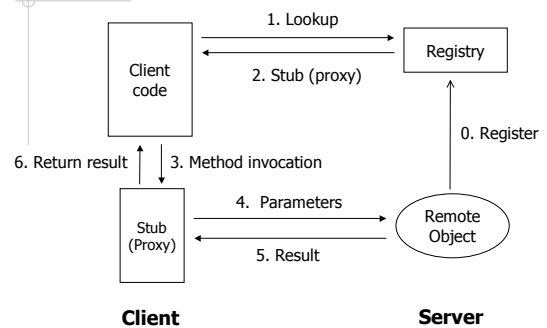 1. Lookup
Client
code
Registry
2. Stub (proxy)
0. Register
6. Return result
3. Method invocation
Stub
(Proxy)
4. Parameters
Remote
Object
5. Result
Client
Server